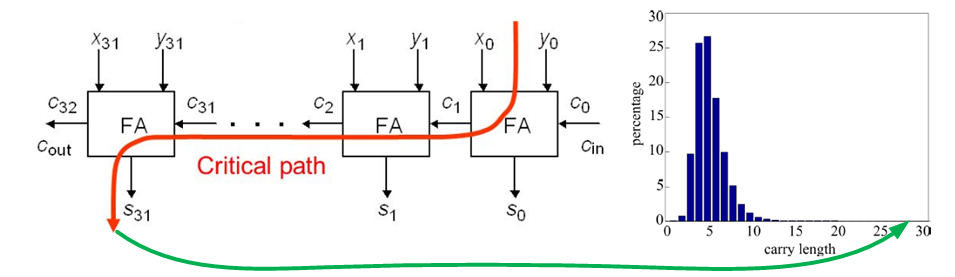 x31 y31 x1 y1 x0 y0
c32 c31 c2 c1 c0
FA . . . FA FA
cout cin
Critical path
s31 s1 s0
30
25
20
15
10
5
0
percentage
0 5 10 15 20 25 30
carry length